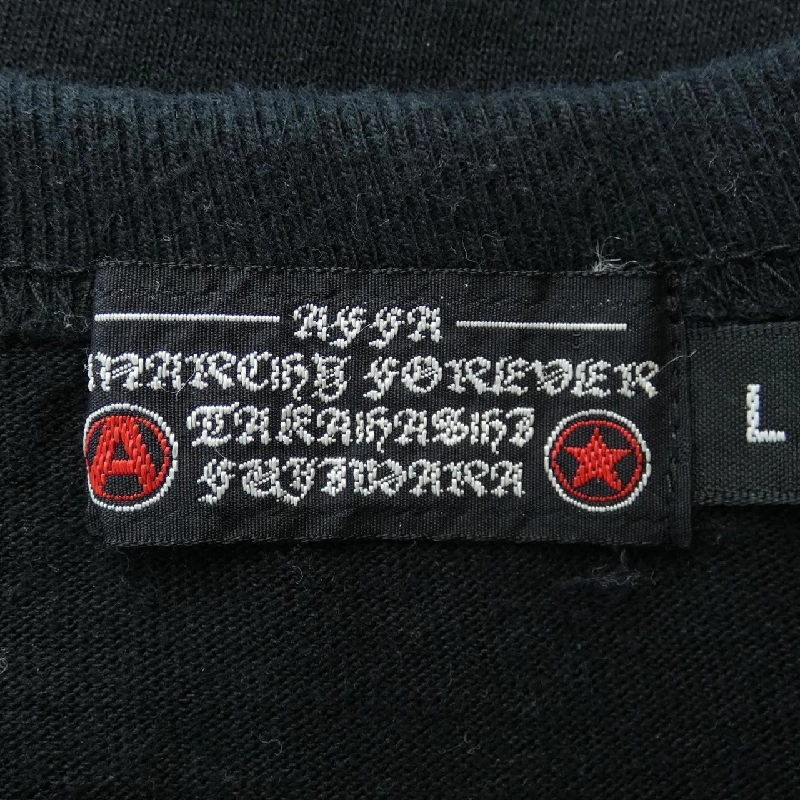 AFFA
ANARCHY FOREVER
A TAKAHASHI
FUJIWARA
L